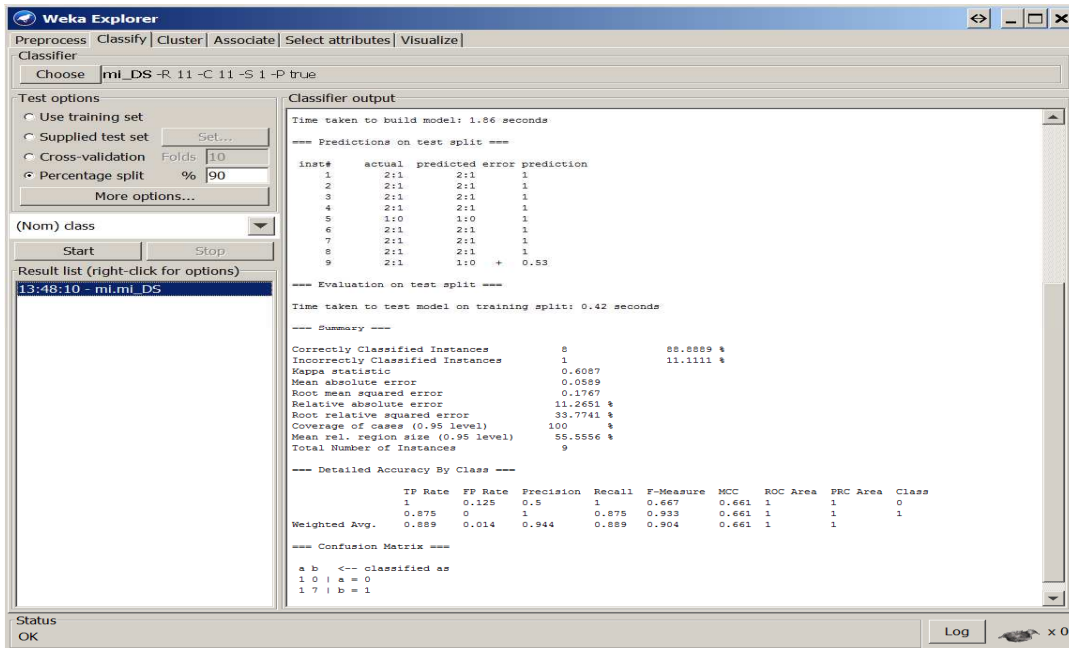 Weka Explorer
Preprocess Classify Cluster Associate Select attributes Visualize
Classifier
Choose mi_DS -R 11 -C 11 -S 1 -P true
Test options
Use training set
Supplied test set Set...
Cross-validation Folds 10
Percentage split % 90
More options...
(Nom) class
Start Stop
Result list (right-click for options)
13:48:10 - mi.mi_DS
Classifier output
Time taken to build model: 1.86 seconds
=== Predictions on test split ===
inst# actual predicted error prediction
1 2:1 2:1 1
2 2:1 2:1 1
3 2:1 2:1 1
4 2:1 2:1 1
5 1:0 1:0 1
6 2:1 2:1 1
7 2:1 2:1 1
8 2:1 2:1 1
9 2:1 1:0 + 0.53
=== Evaluation on test split ===
Time taken to test model on training split: 0.42 seconds
=== Summary ===
Correctly Classified Instances 8 88.8889 %
Incorrectly Classified Instances 1 11.1111 %
Kappa statistic 0.6087
Mean absolute error 0.0589
Root mean squared error 0.1767
Relative absolute error 11.2651 %
Root relative squared error 33.7741 %
Coverage of cases (0.95 level) 100 %
Mean rel. region size (0.95 level) 55.5556 %
Total Number of Instances 9
=== Detailed Accuracy By Class ===
TP Rate FP Rate Precision Recall F-Measure MCC ROC Area PRC Area Class
1 0.125 0.5 1 0.667 0.661 1 1 0
0.875 0 1 0.875 0.933 0.661 1 1 1
Weighted Avg. 0.889 0.014 0.944 0.889 0.904 0.661 1 1
=== Confusion Matrix ===
a b <-- classified as
1 0 | a = 0
1 7 | b = 1
Status
OK
Log x 0